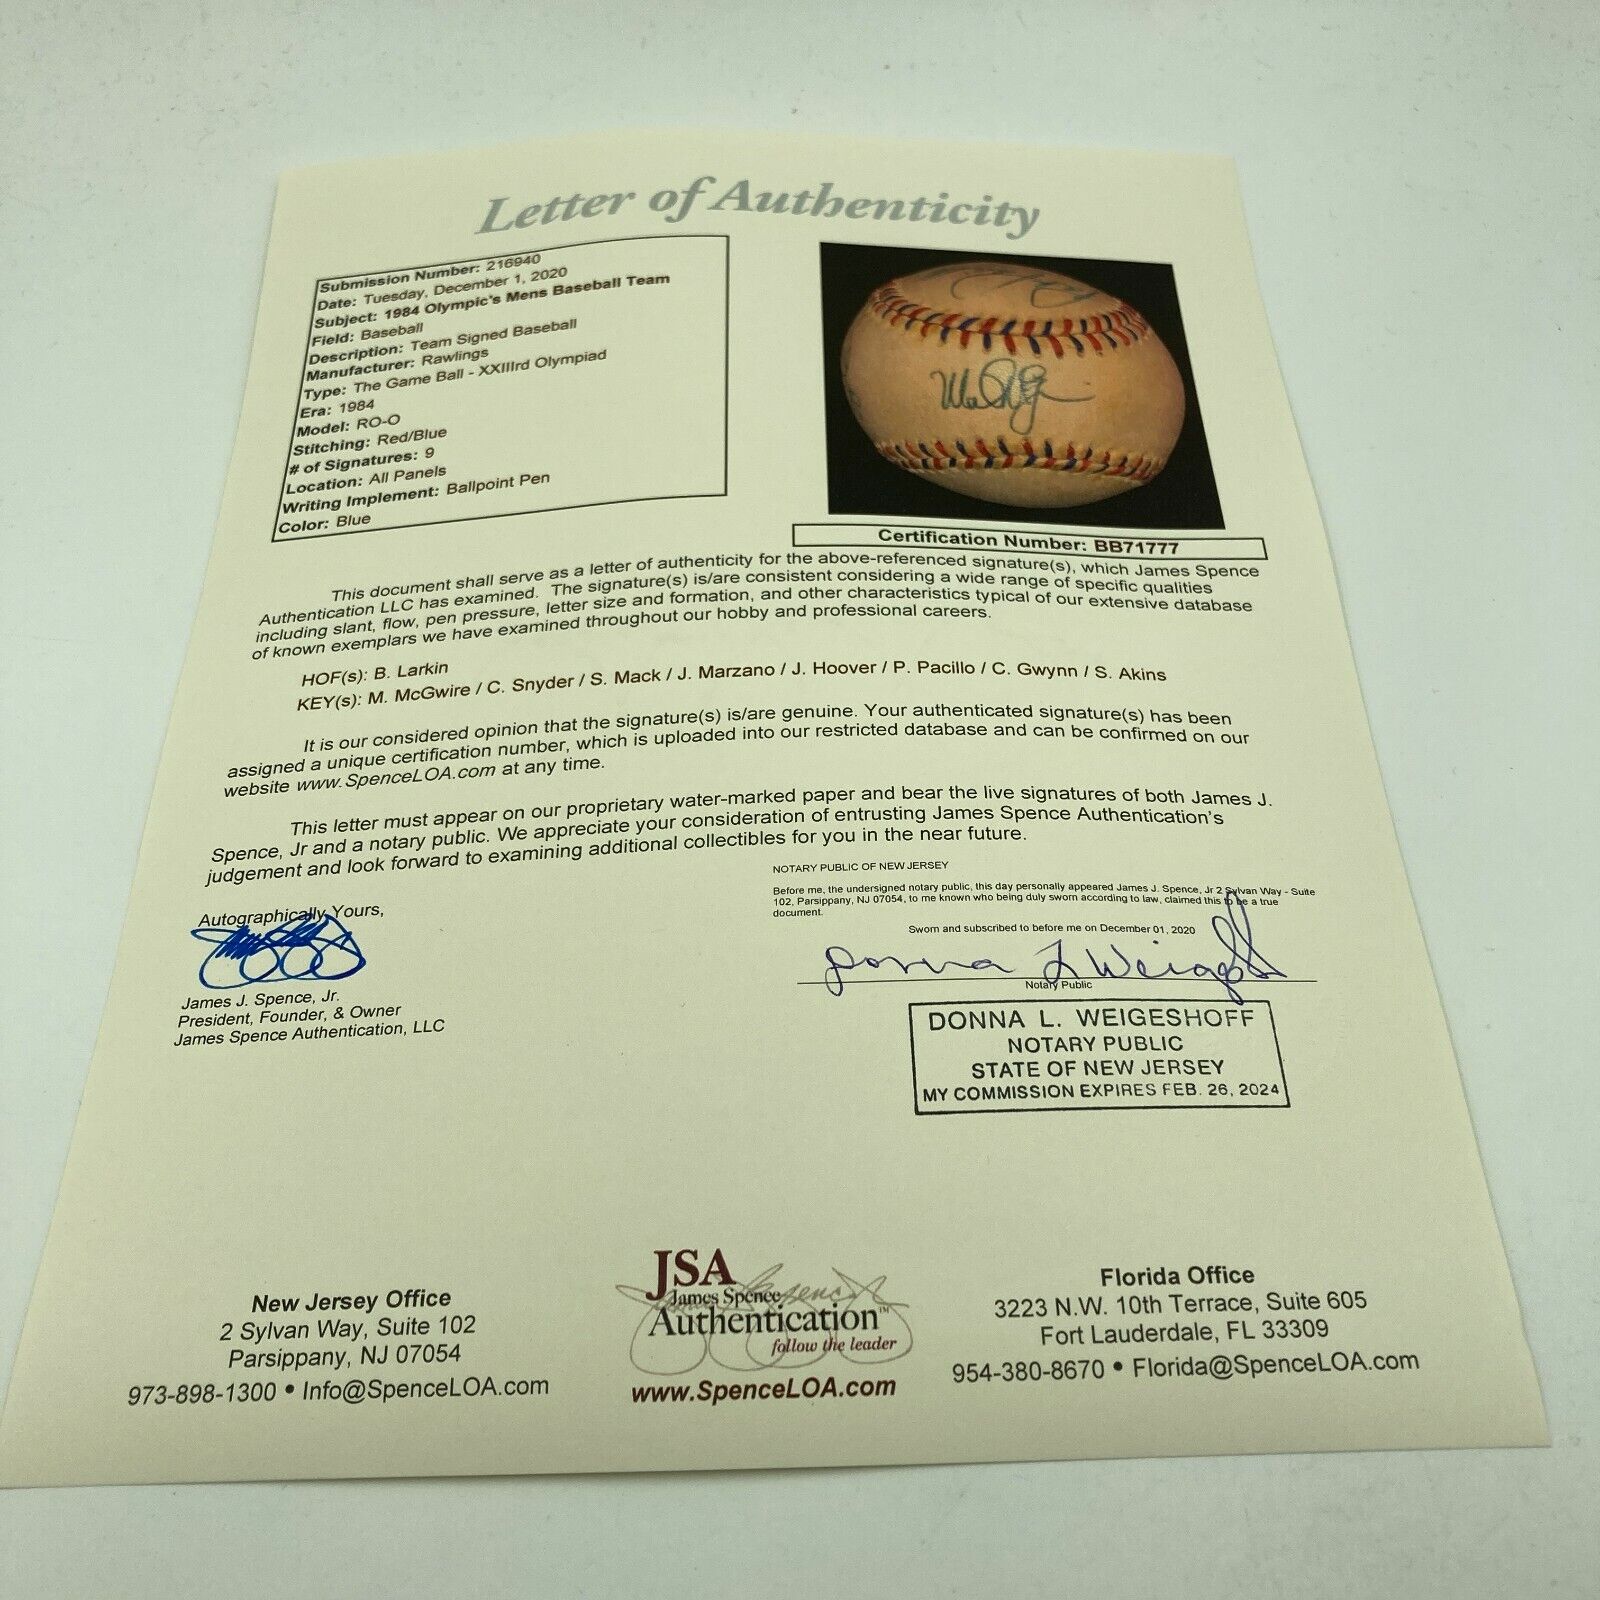 Letter of Authenticity
Submission Number: 216940
Date: Tuesday, December 1, 2020
Subject: 1984 Olympic's Mens Baseball Team
Field: Baseball
Description: Team Signed Baseball
Manufacturer: Rawlings
Type: The Game Ball - XXIIIrd Olympiad
Era: 1984
Model: RO-O
Stitching: Red/Blue
# of Signatures: 9
Location: All Panels
Writing Implement: Ballpoint Pen
Color: Blue
Certification Number: BB71777
This document shall serve as a letter of authenticity for the above-referenced signature(s), which James Spence
Authentication LLC has examined. The signature(s) is/are consistent considering a wide range of specific qualities
including slant, flow, pen pressure, letter size and formation, and other characteristics typical of our extensive database
of known exemplars we have examined throughout our hobby and professional careers.
HOF(s): B. Larkin
KEY(s): M. McGwire / C. Snyder / S. Mack / J. Marzano / J. Hoover / P. Pacillo / C. Gwynn / S. Akins
It is our considered opinion that the signature(s) is/are genuine. Your authenticated signature(s) has been
assigned a unique certification number, which is uploaded into our restricted database and can be confirmed on our
website www.SpenceLOA.com at any time.
This letter must appear on our proprietary water-marked paper and bear the live signatures of both James J.
Spence, Jr and a notary public. We appreciate your consideration of entrusting James Spence Authentication's
judgement and look forward to examining additional collectibles for you in the near future.
NOTARY PUBLIC OF NEW JERSEY
Before me, the undersigned notary public, this day personally appeared James J. Spence, Jr 2 Sylvan Way - Suite
102, Parsippany, NJ 07054, to me known who being duly sworn according to law, claimed this to be a true
document.
Sworn and subscribed to before me on December 01, 2020
Donna L Weigeshoff
Notary Public
Autographically Yours,
James J. Spence, Jr.
President, Founder, & Owner
James Spence Authentication, LLC
DONNA L. WEIGESHOFF
NOTARY PUBLIC
STATE OF NEW JERSEY
MY COMMISSION EXPIRES FEB. 26, 2024
New Jersey Office
2 Sylvan Way, Suite 102
Parsippany, NJ 07054
973-898-1300 • Info@SpenceLOA.com
JSA
James Spence
Authentication™
follow the leader
www.SpenceLOA.com
Florida Office
3223 N.W. 10th Terrace, Suite 605
Fort Lauderdale, FL 33309
954-380-8670 • Florida@SpenceLOA.com